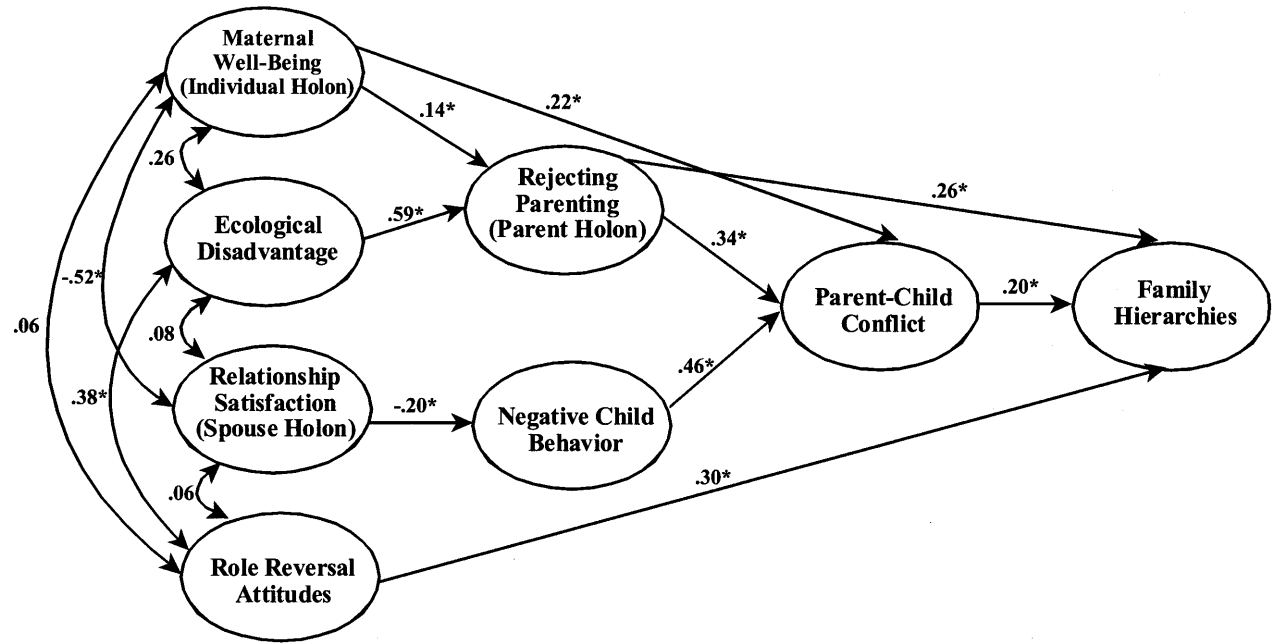 Maternal
Well-Being
(Individual Holon)
.22*
.14*
.26
Rejecting
Parenting
(Parent Holon)
.26*
Ecological
Disadvantage
.59*
.34*
-.52*
.06
.08
Parent-Child
Conflict
.20*
Family
Hierarchies
.38*
Relationship
Satisfaction
(Spouse Holon)
-.20*
Negative Child
Behavior
.46*
.06
.30*
Role Reversal
Attitudes